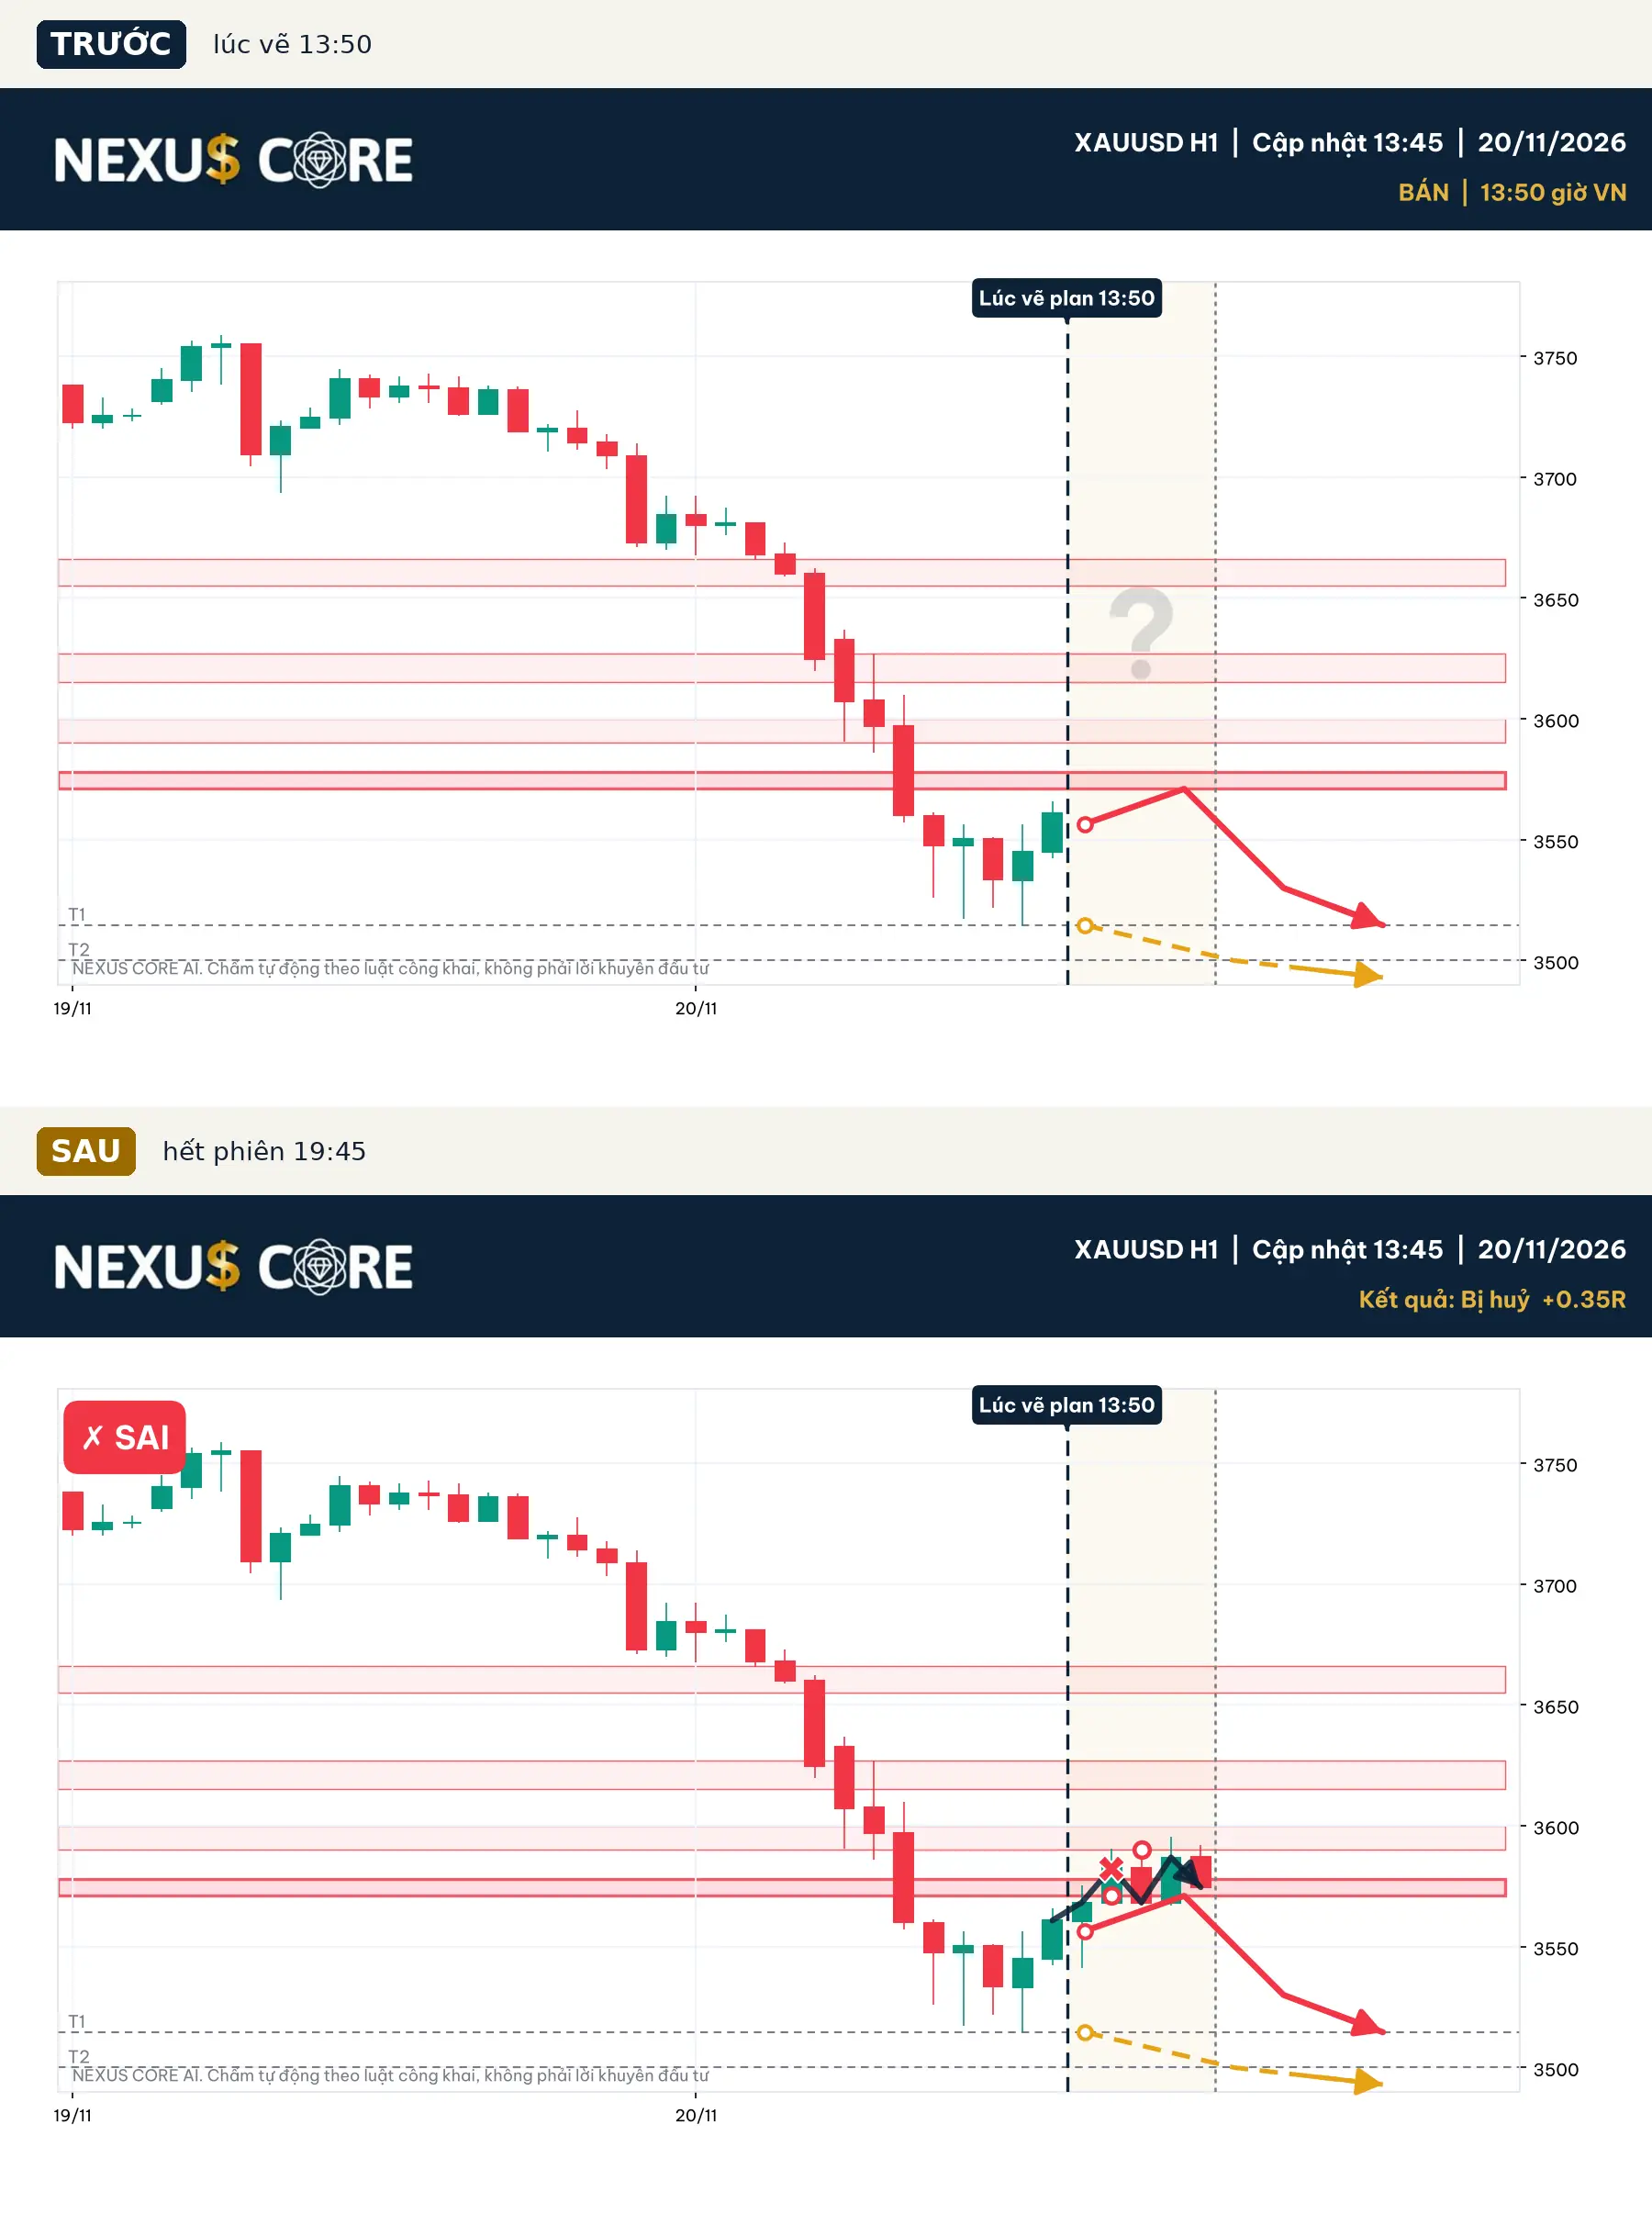 TRƯỚC lúc vẽ 13:50
NEXU$ CORE
XAUUSD H1 | Cập nhật 13:45 | 20/11/2026
BÁN | 13:50 giờ VN
Lúc vẽ plan 13:50
3750
3700
?
3650
3600
3550
T1
T2
3500
NEXUS CORE AI. Chấm tự động theo luật công khai, không phải lời khuyên đầu tư
19/11
20/11
SAU hết phiên 19:45
NEXU$ CORE
XAUUSD H1 | Cập nhật 13:45 | 20/11/2026
Kết quả: Bị huỷ +0.35R
Lúc vẽ plan 13:50
✗ SAI
3750
3700
3650
3600
3550
T1
T2
3500
NEXUS CORE AI. Chấm tự động theo luật công khai, không phải lời khuyên đầu tư
19/11
20/11